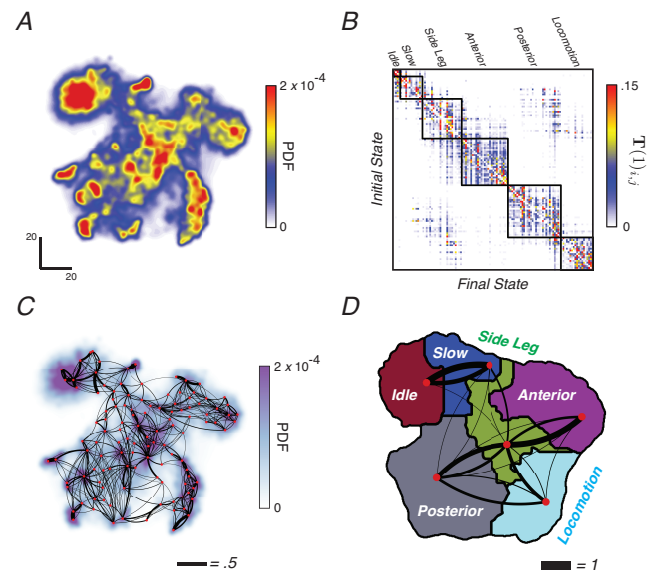 A
2 x 10⁻⁴
PDF
0
20
20
B
Idle
Slow
Side Leg
Anterior
Posterior
Locomotion
Initial State
Final State
.15
T(1)i,j
0
C
2 x 10⁻⁴
PDF
0
= .5
D
Slow
Side Leg
Idle
Anterior
Posterior
Locomotion
= 1